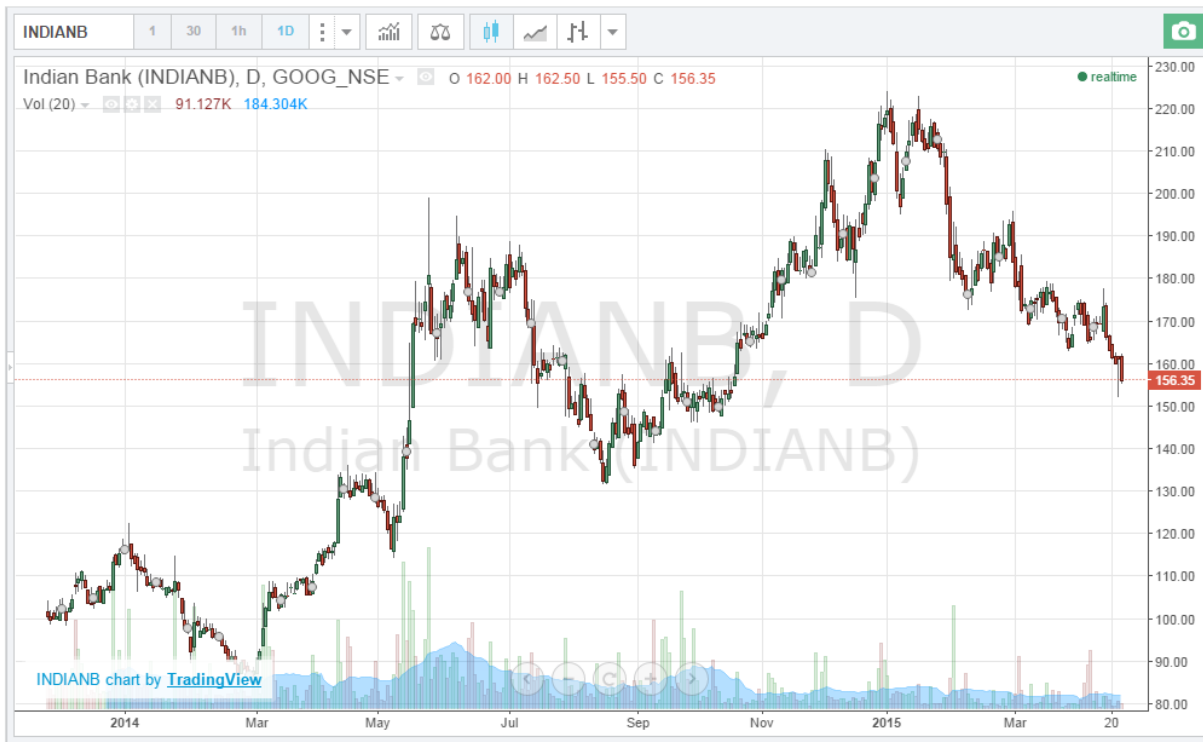 INDIANB 1 30 1h 1D
Indian Bank (INDIANB), D, GOOG_NSE O 162.00 H 162.50 L 155.50 C 156.35 realtime
Vol (20) 91.127K 184.304K
230.00
220.00
210.00
200.00
190.00
180.00
170.00
160.00
156.35
150.00
140.00
130.00
120.00
110.00
100.00
90.00
80.00
INDIANB, D
Indian Bank (INDIANB)
INDIANB chart by TradingView
2014 Mar May Jul Sep Nov 2015 Mar 20